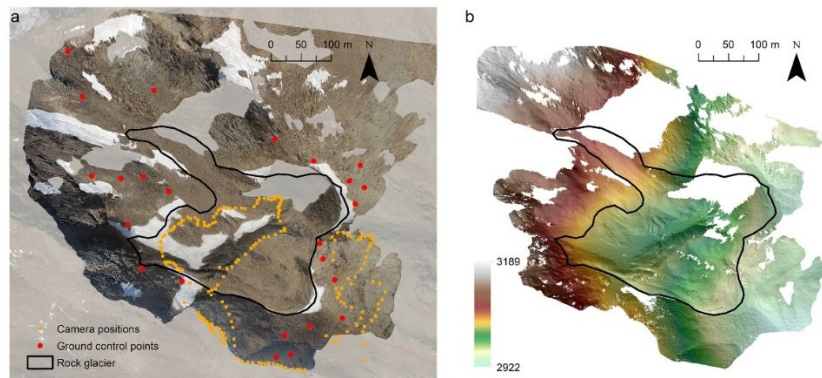 a
0 50 100 m
N
Camera positions
Ground control points
Rock glacier
b
0 50 100 m
N
3189
2922